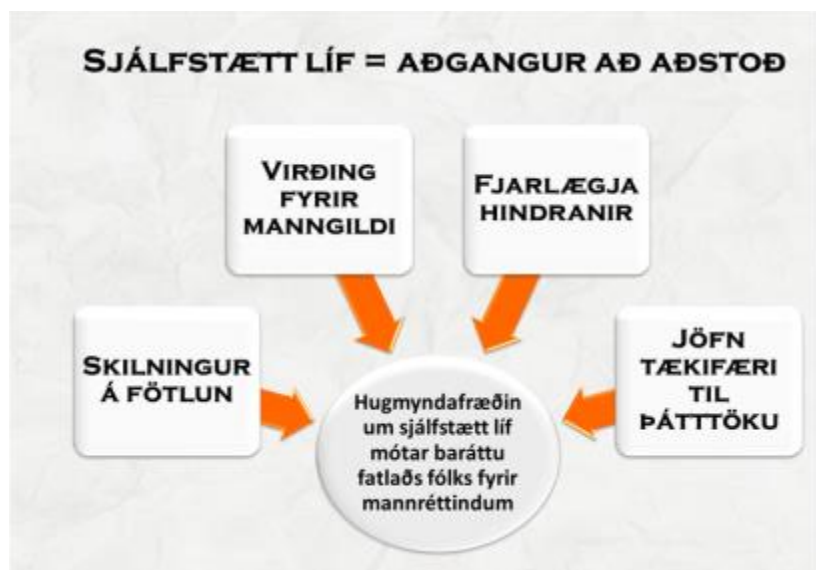 SJÁLFSTÆTT LÍF = AÐGANGUR AÐ AÐSTOÐ
VIRÐING
FYRIR
MANNGILDI
FJARLÆGJA
HINDRANIR
SKILNINGUR
Á FÖTLUN
JÖFN
TÆKIFÆRI
TIL
ÞÁTTTÖKU
Hugmyndafræðin
um sjálfstætt líf
mótar baráttu
fatlaðs fólks fyrir
mannréttindum